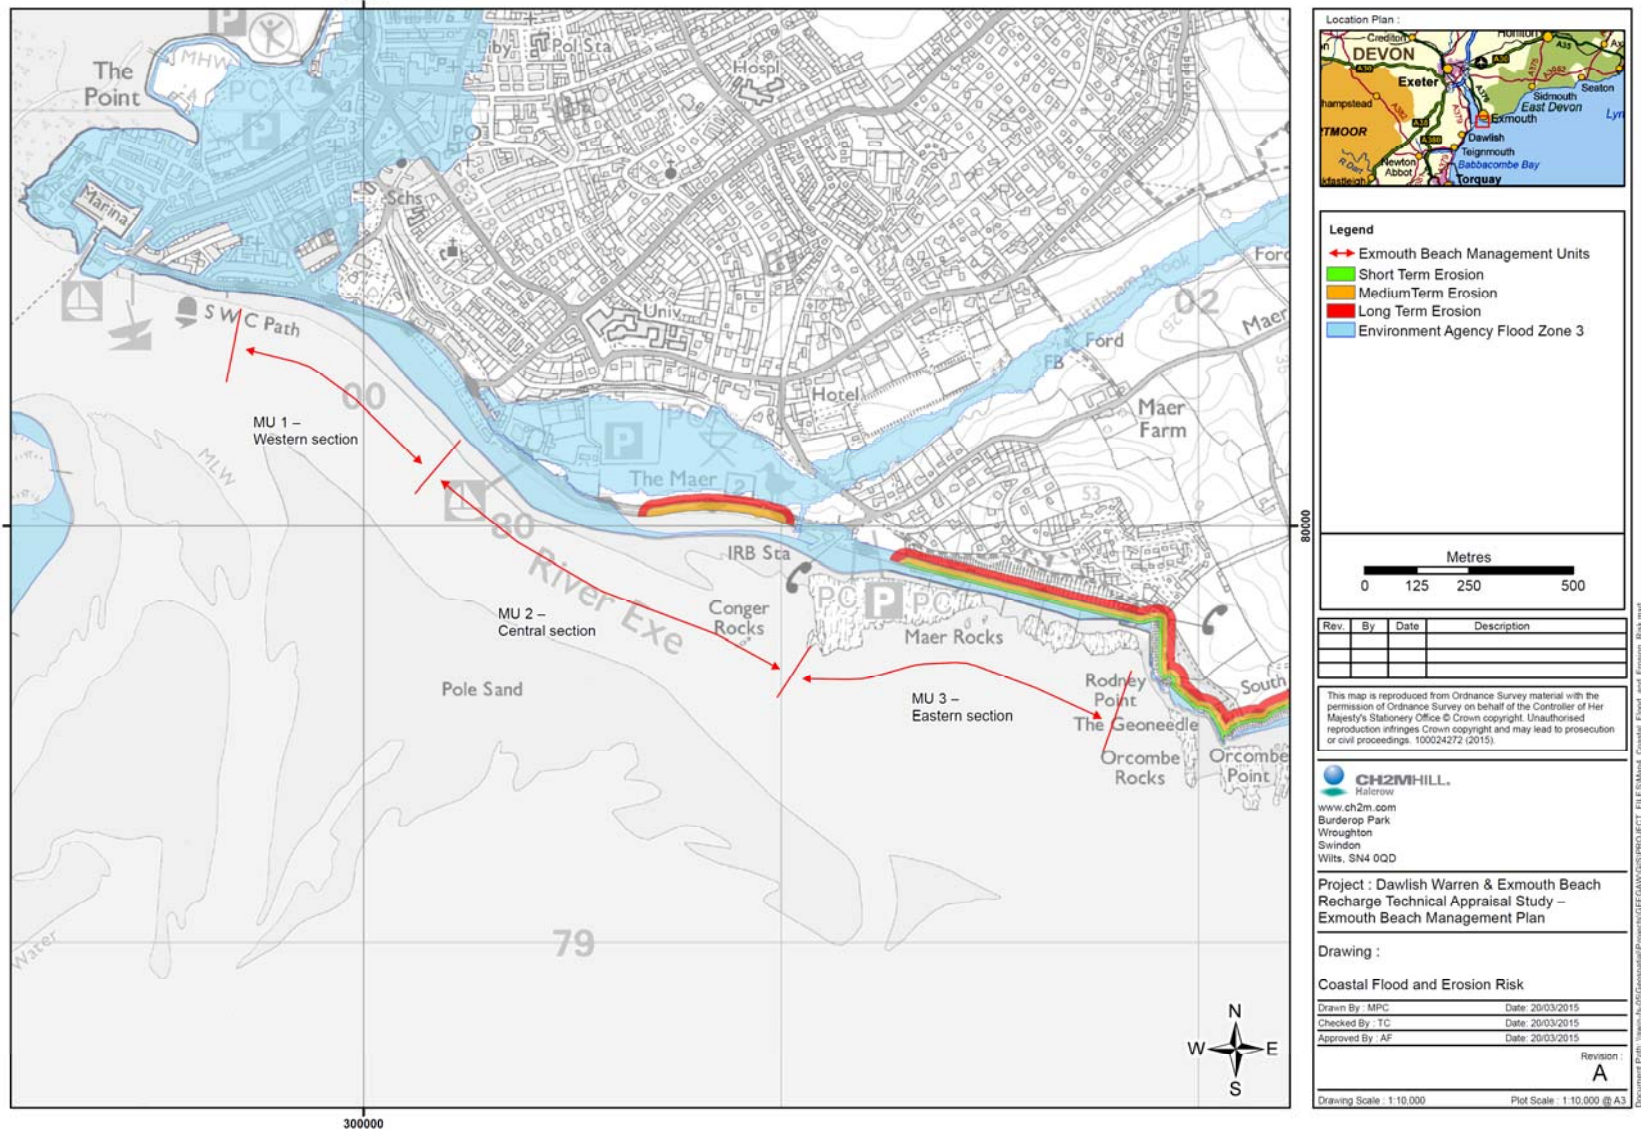 The
Point
MHW
P
PC
P
Pol Sta
Hospl
PO
Schs
Marina
S W C Path
Univ
Hotel
FB
Ford
02
Maer
Farm
53
00
MLW
MU 1 –
Western section
P
PC
The Maer
2
80
River Exe
IRB Sta
MU 2 –
Central section
Conger
Rocks
PC
P
PC
Maer Rocks
Pole Sand
MU 3 –
Eastern section
Rodney
Point
The Geoneedle
Orcombe
Rocks
South
Orcombe
Point
79
Water
N
W
E
S
300000
80000
Location Plan :
Crediton
Honiton
DEVON
Exeter
Sidmouth
Seaton
East Devon
Exmouth
Dawlish
Teignmouth
Newton
Abbot
Babbacombe Bay
Torquay
Legend
Exmouth Beach Management Units
Short Term Erosion
MediumTerm Erosion
Long Term Erosion
Environment Agency Flood Zone 3
Metres
0 125 250 500
Rev. By Date Description
This map is reproduced from Ordnance Survey material with the
permission of Ordnance Survey on behalf of the Controller of Her
Majesty's Stationery Office © Crown copyright. Unauthorised
reproduction infringes Crown copyright and may lead to prosecution
or civil proceedings. 100024272 (2015).
CH2MHILL.
Halcrow
www.ch2m.com
Burderop Park
Wroughton
Swindon
Wilts, SN4 0QD
Project : Dawlish Warren & Exmouth Beach
Recharge Technical Appraisal Study –
Exmouth Beach Management Plan
Drawing :
Coastal Flood and Erosion Risk
Drawn By : MPC Date: 20/03/2015
Checked By : TC Date: 20/03/2015
Approved By : AF Date: 20/03/2015
Revision :
A
Drawing Scale : 1:10,000 Plot Scale : 1:10,000 @ A3